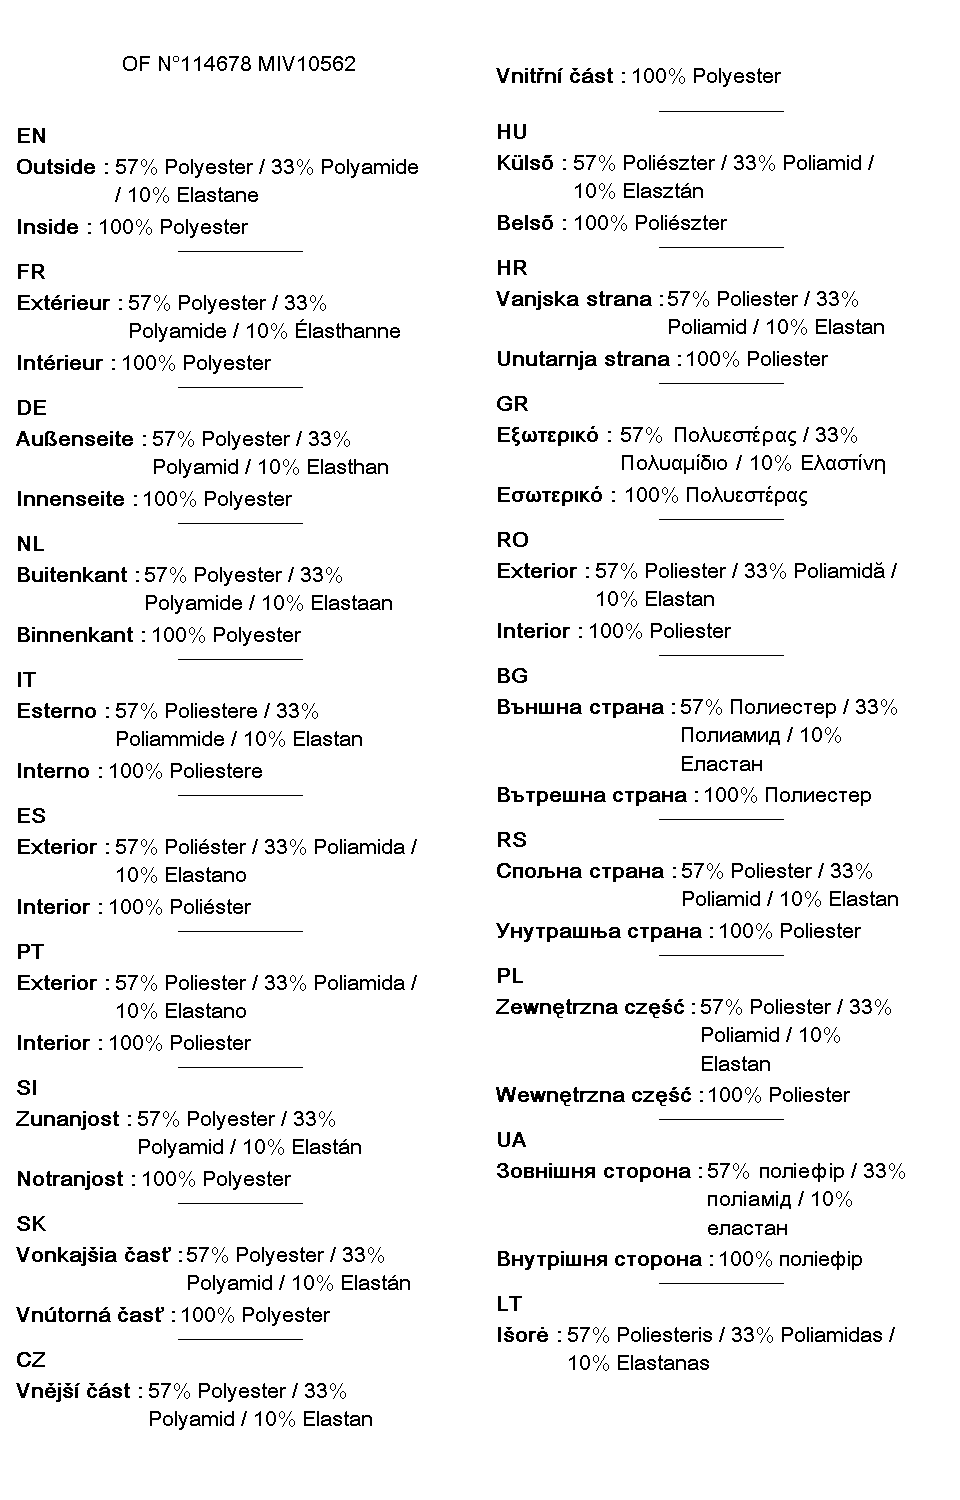 OF N°114678 MIV10562
EN
Outside : 57% Polyester / 33% Polyamide
/ 10% Elastane
Inside : 100% Polyester
FR
Extérieur : 57% Polyester / 33%
Polyamide / 10% Élasthanne
Intérieur : 100% Polyester
DE
Außenseite : 57% Polyester / 33%
Polyamid / 10% Elasthan
Innenseite : 100% Polyester
NL
Buitenkant : 57% Polyester / 33%
Polyamide / 10% Elastaan
Binnenkant : 100% Polyester
IT
Esterno : 57% Poliestere / 33%
Poliammide / 10% Elastan
Interno : 100% Poliestere
ES
Exterior : 57% Poliéster / 33% Poliamida /
10% Elastano
Interior : 100% Poliéster
PT
Exterior : 57% Poliester / 33% Poliamida /
10% Elastano
Interior : 100% Poliester
SI
Zunanjost : 57% Polyester / 33%
Polyamid / 10% Elastán
Notranjost : 100% Polyester
SK
Vonkajšia časť : 57% Polyester / 33%
Polyamid / 10% Elastán
Vnútorná časť : 100% Polyester
CZ
Vnější část : 57% Polyester / 33%
Polyamid / 10% Elastan
Vnitřní část : 100% Polyester
HU
Külső : 57% Poliészter / 33% Poliamid /
10% Elasztán
Belső : 100% Poliészter
HR
Vanjska strana : 57% Poliester / 33%
Poliamid / 10% Elastan
Unutarnja strana : 100% Poliester
GR
Εξωτερικό : 57% Πολυεστέρας / 33%
Πολυαμίδιο / 10% Ελαστίνη
Εσωτερικό : 100% Πολυεστέρας
RO
Exterior : 57% Poliester / 33% Poliamidă /
10% Elastan
Interior : 100% Poliester
BG
Външна страна : 57% Полиестер / 33%
Полиамид / 10%
Еластан
Вътрешна страна : 100% Полиестер
RS
Спољна страна : 57% Poliester / 33%
Poliamid / 10% Elastan
Унутрашња страна : 100% Poliester
PL
Zewnętrzna część : 57% Poliester / 33%
Poliamid / 10%
Elastan
Wewnętrzna część : 100% Poliester
UA
Зовнішня сторона : 57% поліефір / 33%
поліамід / 10%
еластан
Внутрішня сторона : 100% поліефір
LT
Išorė : 57% Poliesteris / 33% Poliamidas /
10% Elastanas